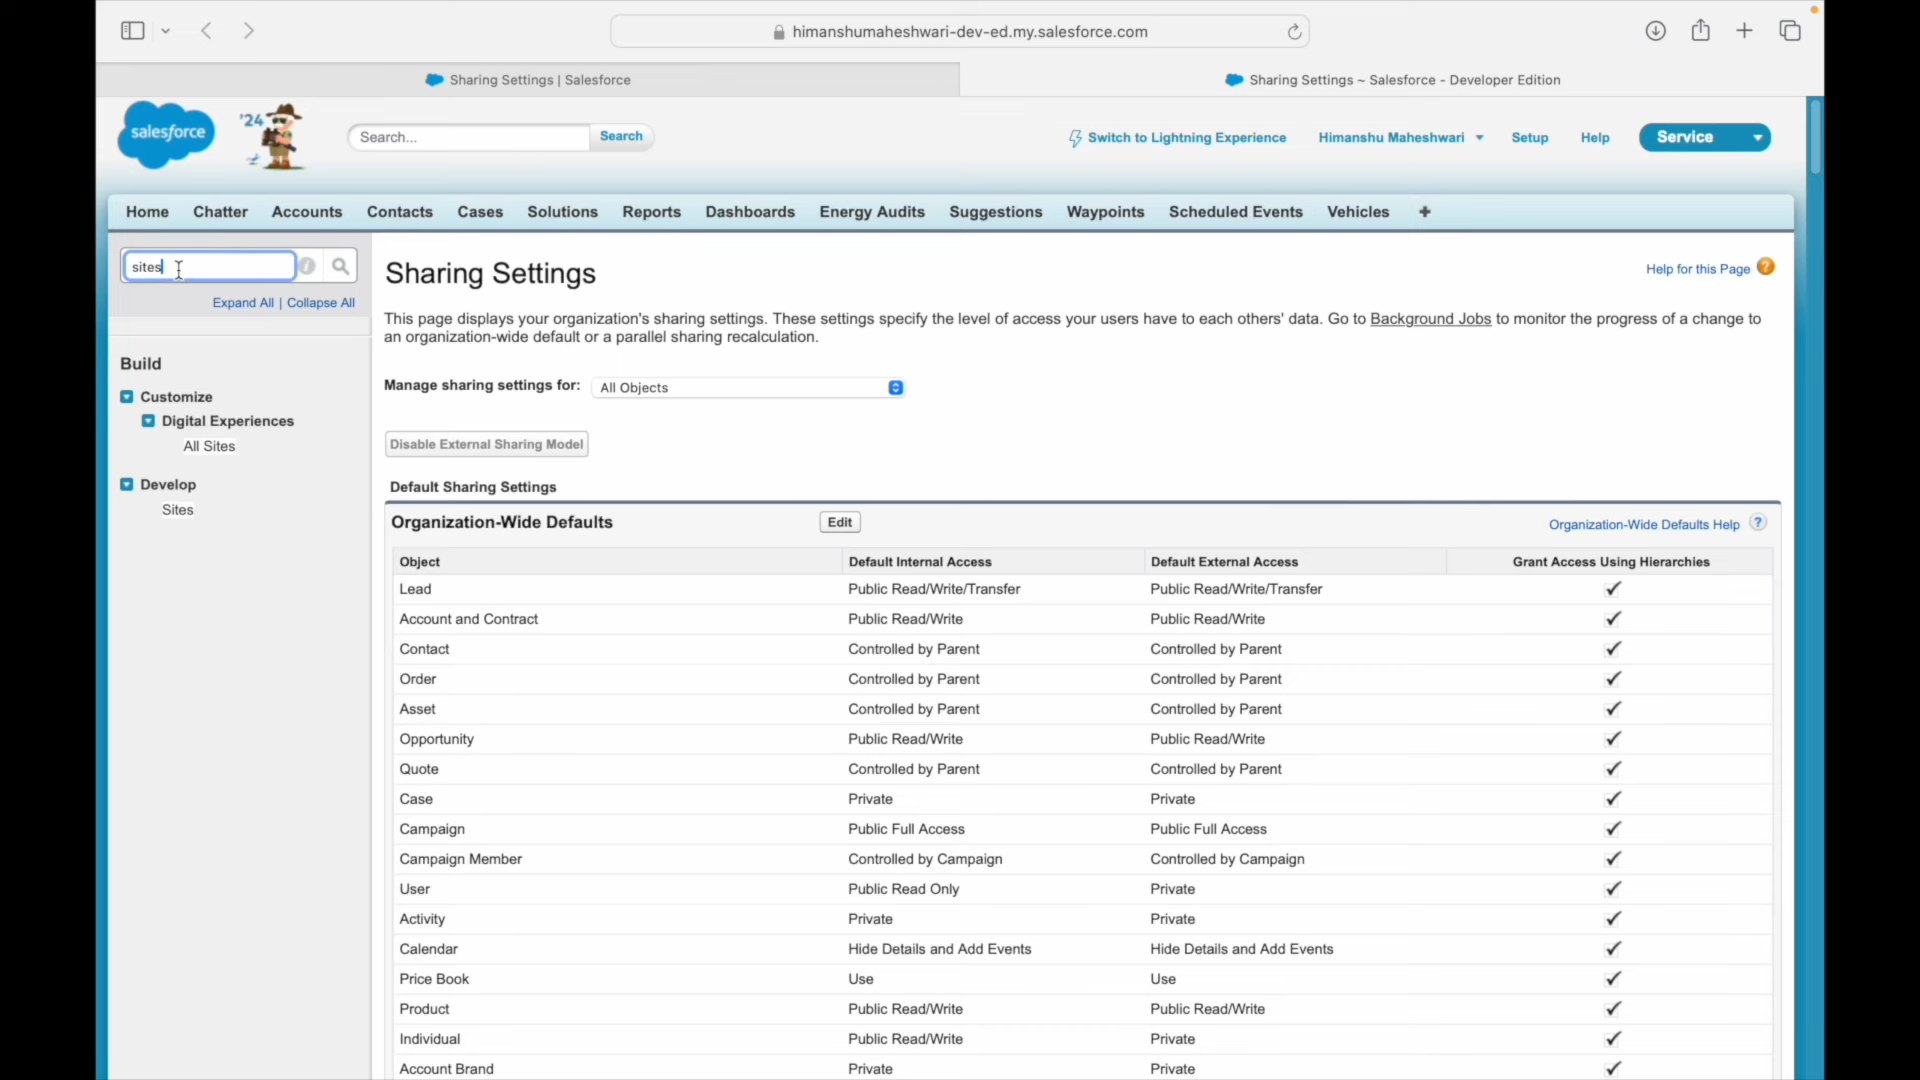 himanshumaheshwari-dev-ed.my.salesforce.com
Sharing Settings | Salesforce
Sharing Settings ~ Salesforce - Developer Edition
salesforce
'24
Search...
Search
Switch to Lightning Experience
Himanshu Maheshwari
Setup
Help
Service
Home
Chatter
Accounts
Contacts
Cases
Solutions
Reports
Dashboards
Energy Audits
Suggestions
Waypoints
Scheduled Events
Vehicles
+
sites
Expand All | Collapse All
Build
Customize
Digital Experiences
All Sites
Develop
Sites
Sharing Settings
Help for this Page ?
This page displays your organization's sharing settings. These settings specify the level of access your users have to each others' data. Go to Background Jobs to monitor the progress of a change to
an organization-wide default or a parallel sharing recalculation.
Manage sharing settings for: All Objects
Disable External Sharing Model
Default Sharing Settings
Organization-Wide Defaults Edit Organization-Wide Defaults Help ?
Object Default Internal Access Default External Access Grant Access Using Hierarchies
Lead Public Read/Write/Transfer Public Read/Write/Transfer
Account and Contract Public Read/Write Public Read/Write
Contact Controlled by Parent Controlled by Parent
Order Controlled by Parent Controlled by Parent
Asset Controlled by Parent Controlled by Parent
Opportunity Public Read/Write Public Read/Write
Quote Controlled by Parent Controlled by Parent
Case Private Private
Campaign Public Full Access Public Full Access
Campaign Member Controlled by Campaign Controlled by Campaign
User Public Read Only Private
Activity Private Private
Calendar Hide Details and Add Events Hide Details and Add Events
Price Book Use Use
Product Public Read/Write Public Read/Write
Individual Public Read/Write Private
Account Brand Private Private